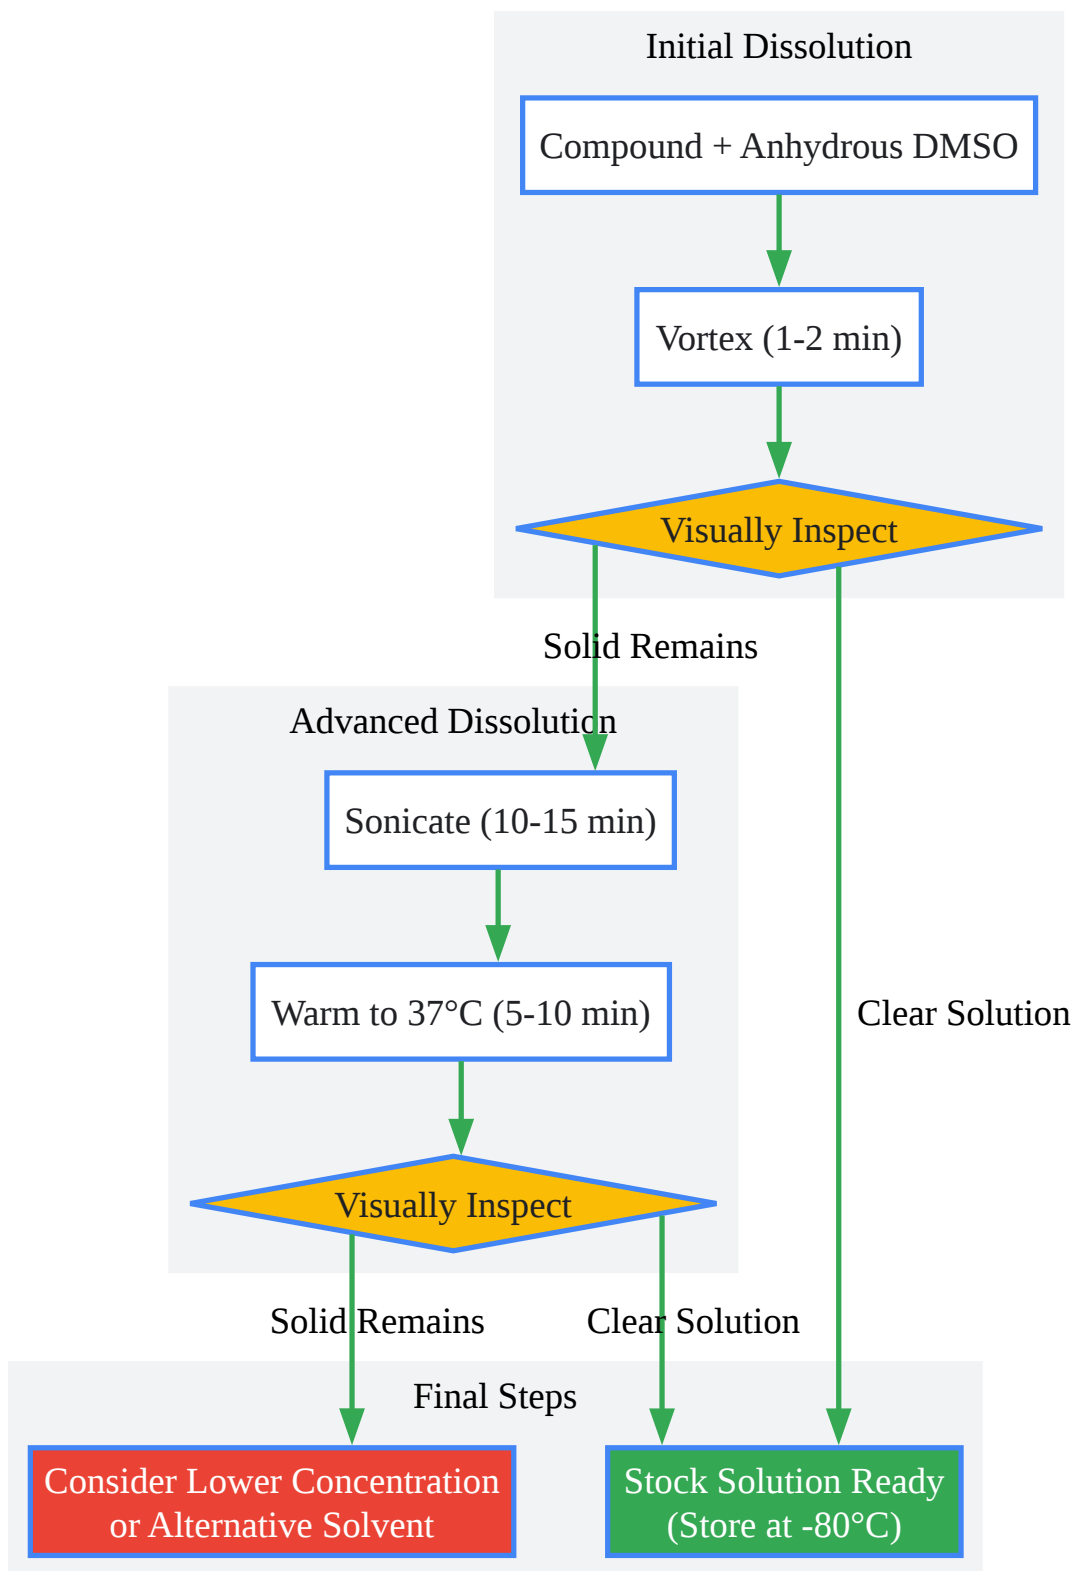 Initial Dissolution
Compound + Anhydrous DMSO
Vortex (1-2 min)
Visually Inspect
Solid Remains
Advanced Dissolution
Sonicate (10-15 min)
Warm to 37°C (5-10 min)
Clear Solution
Visually Inspect
Solid Remains
Clear Solution
Final Steps
Consider Lower Concentration
or Alternative Solvent
Stock Solution Ready
(Store at -80°C)